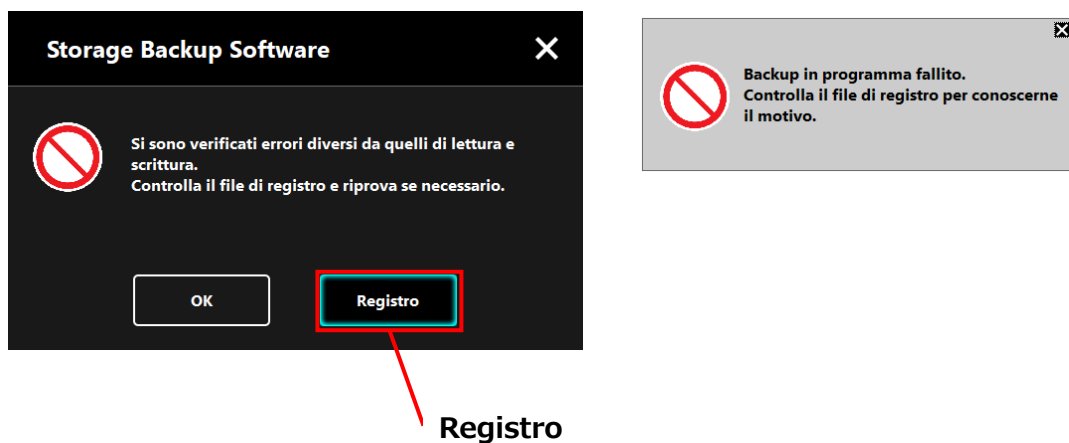 Storage Backup Software
Si sono verificati errori diversi da quelli di lettura e
scrittura.
Controlla il file di registro e riprova se necessario.
OK
Registro
Registro
Backup in programma fallito.
Controlla il file di registro per conoscerne
il motivo.